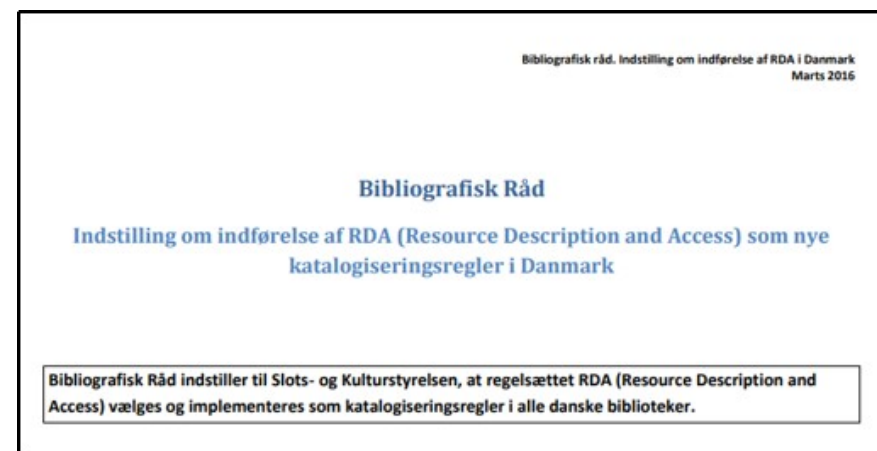 Bibliografisk råd. Indstilling om indførelse af RDA i Danmark
Marts 2016
Bibliografisk Råd
Indstilling om indførelse af RDA (Resource Description and Access) som nye
katalogiseringsregler i Danmark
Bibliografisk Råd indstiller til Slots- og Kulturstyrelsen, at regelsættet RDA (Resource Description and
Access) vælges og implementeres som katalogiseringsregler i alle danske biblioteker.